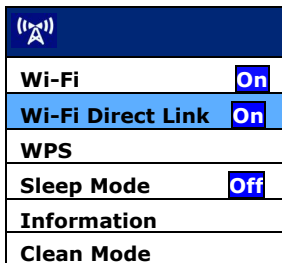 Wi-Fi On
Wi-Fi Direct Link On
WPS
Sleep Mode Off
Information
Clean Mode